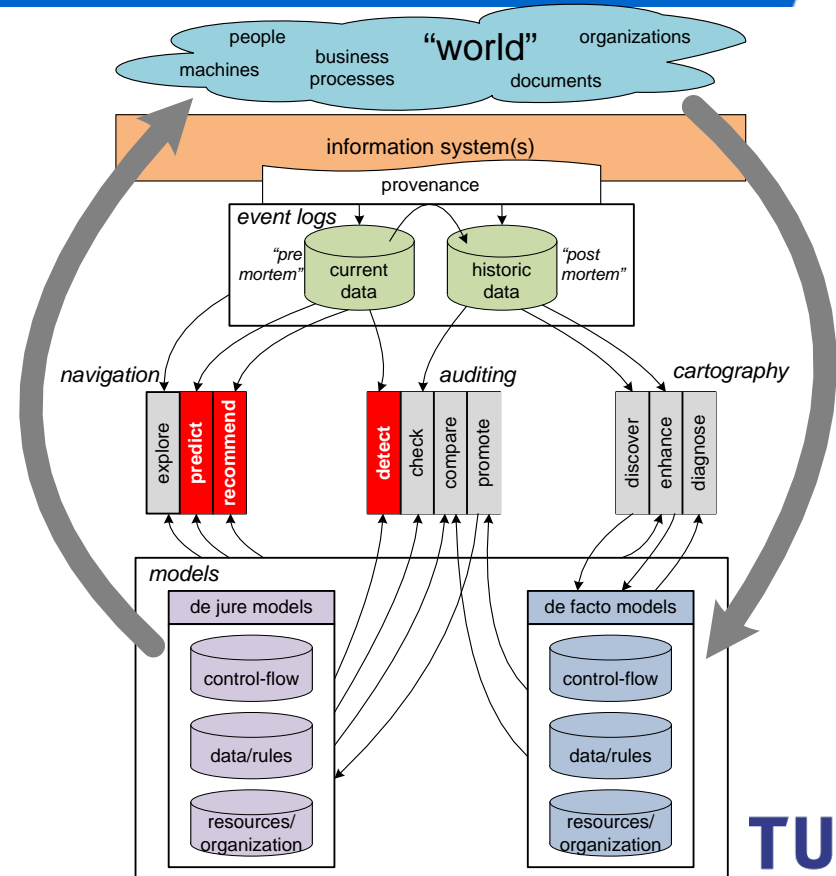 people
“world”
organizations
machines
business
processes
documents
information system(s)
provenance
event logs
“pre
mortem”
current
data
historic
data
“post
mortem”
navigation
auditing
cartography
explore
predict
recommend
detect
check
compare
promote
discover
enhance
diagnose
models
de jure models
de facto models
control-flow
control-flow
data/rules
data/rules
resources/
organization
resources/
organization
TU